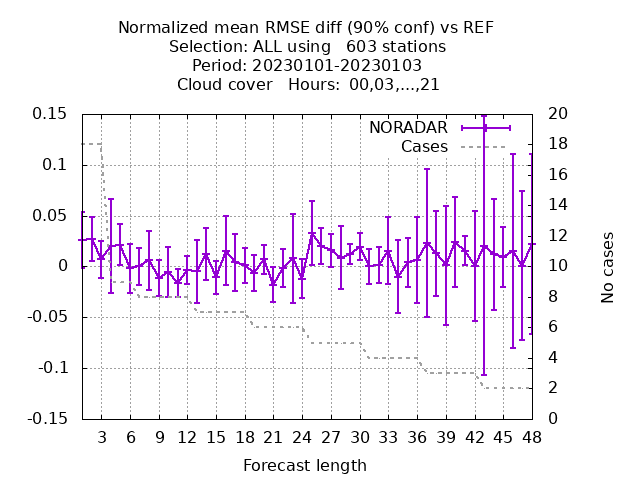 Normalized mean RMSE diff (90% conf) vs REF
Selection: ALL using   603 stations
Period: 20230101-20230103
Cloud cover   Hours:  00,03,...,21
NORADAR
Cases
0.15
0.1
0.05
0
-0.05
-0.1
-0.15
20
18
16
14
12
10
8
6
4
2
0
No cases
3 6 9 12 15 18 21 24 27 30 33 36 39 42 45 48
Forecast length